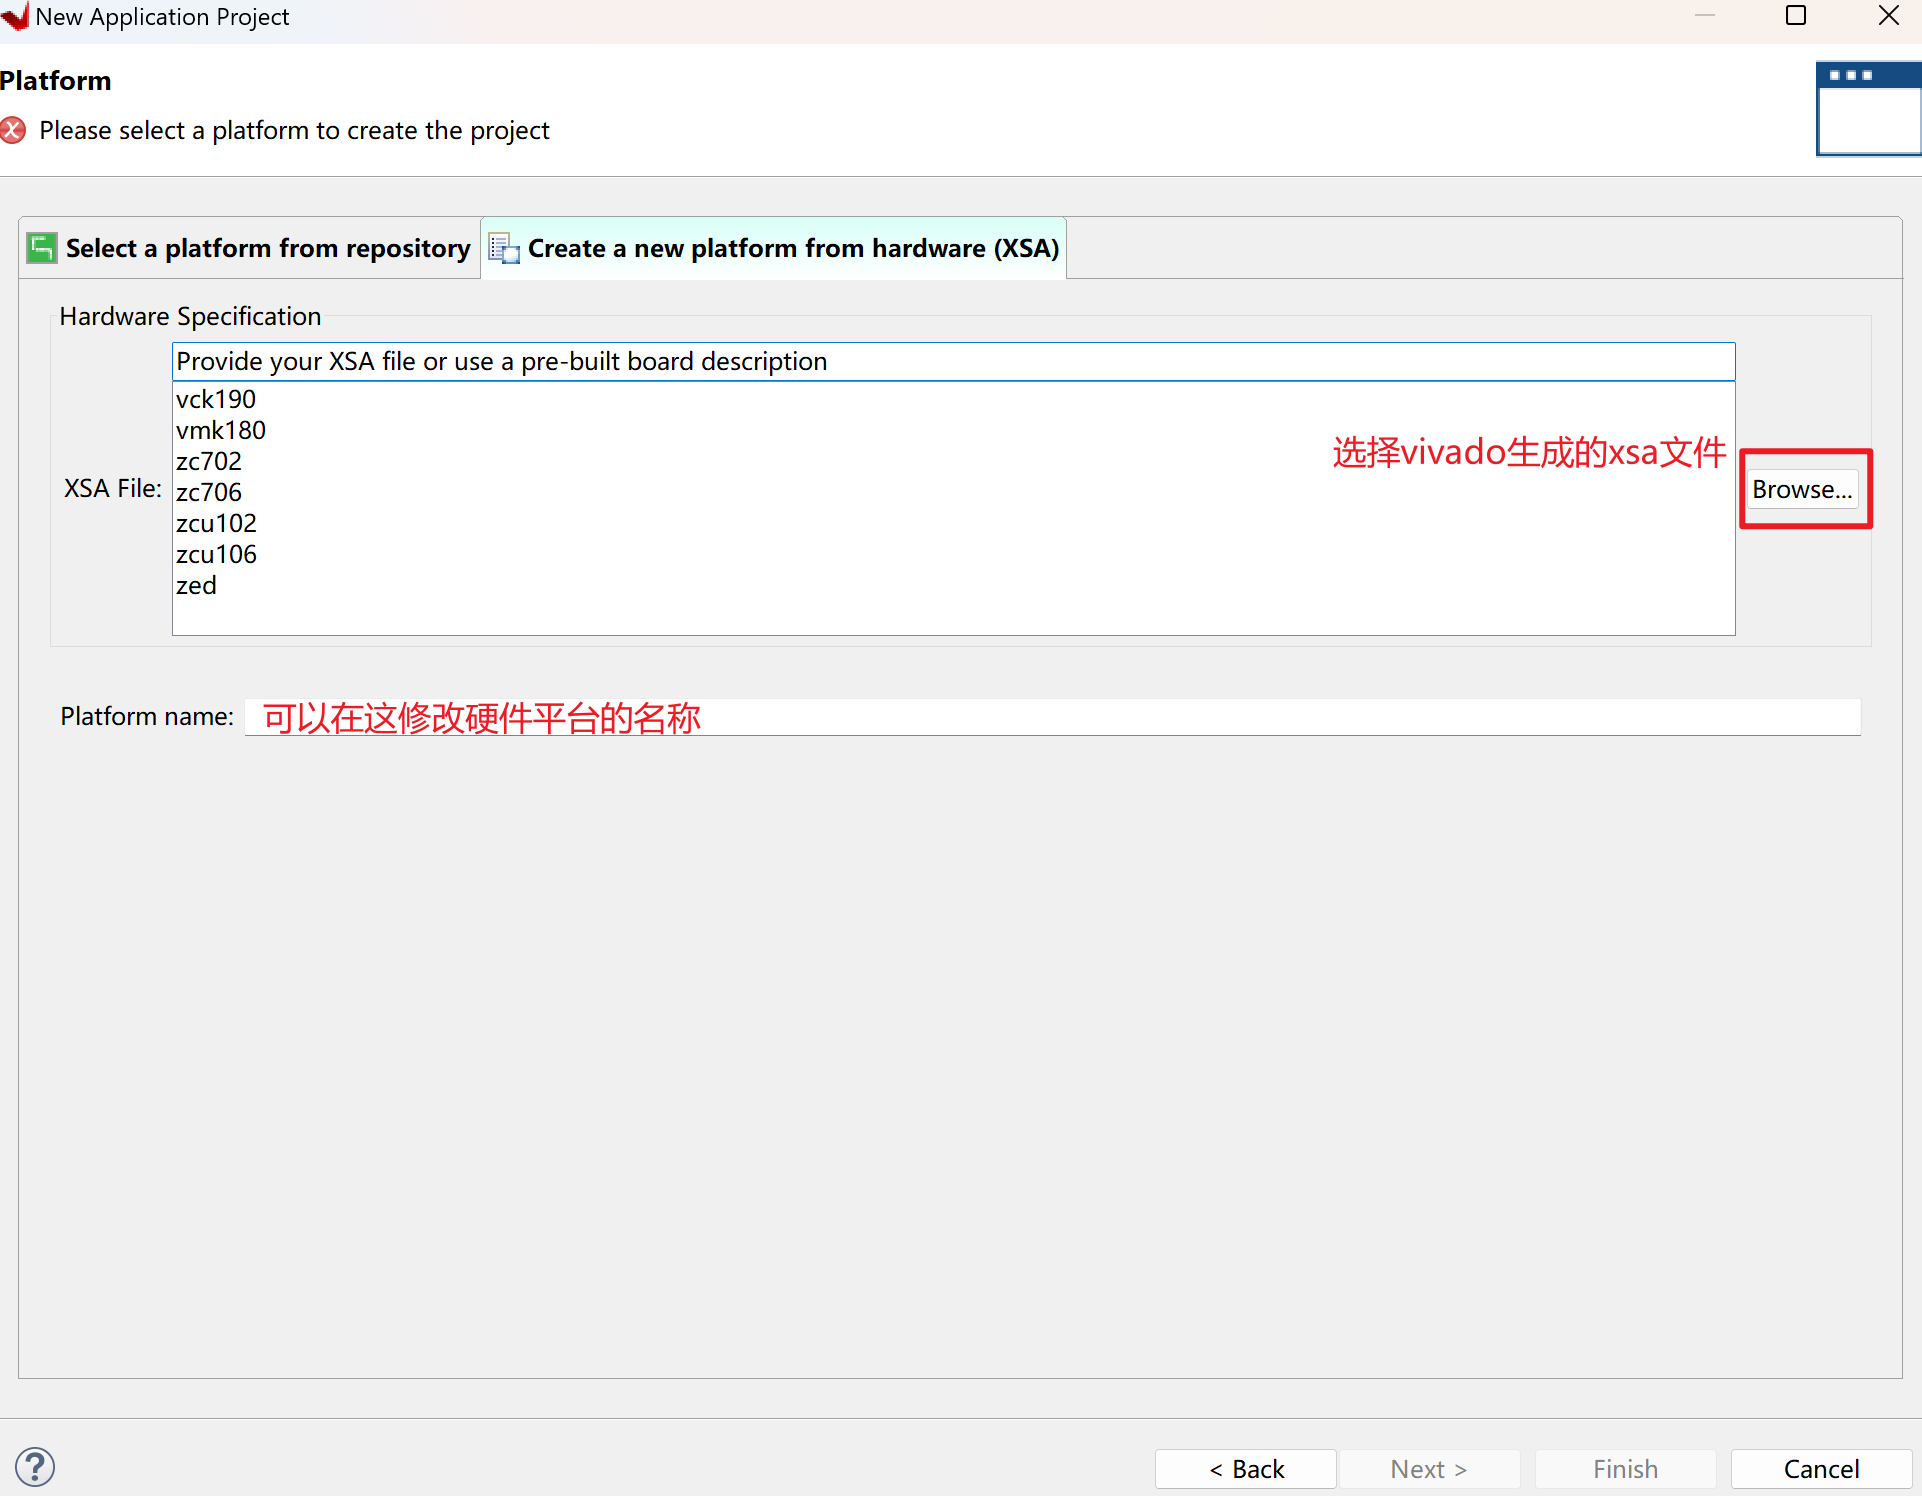 New Application Project
Platform
Please select a platform to create the project
Select a platform from repository
Create a new platform from hardware (XSA)
Hardware Specification
Provide your XSA file or use a pre-built board description
vck190
vmk180
zc702
选择vivado生成的xsa文件
XSA File:
zc706
Browse...
zcu102
zcu106
zed
Platform name:
可以在这修改硬件平台的名称
?
< Back
Next >
Finish
Cancel